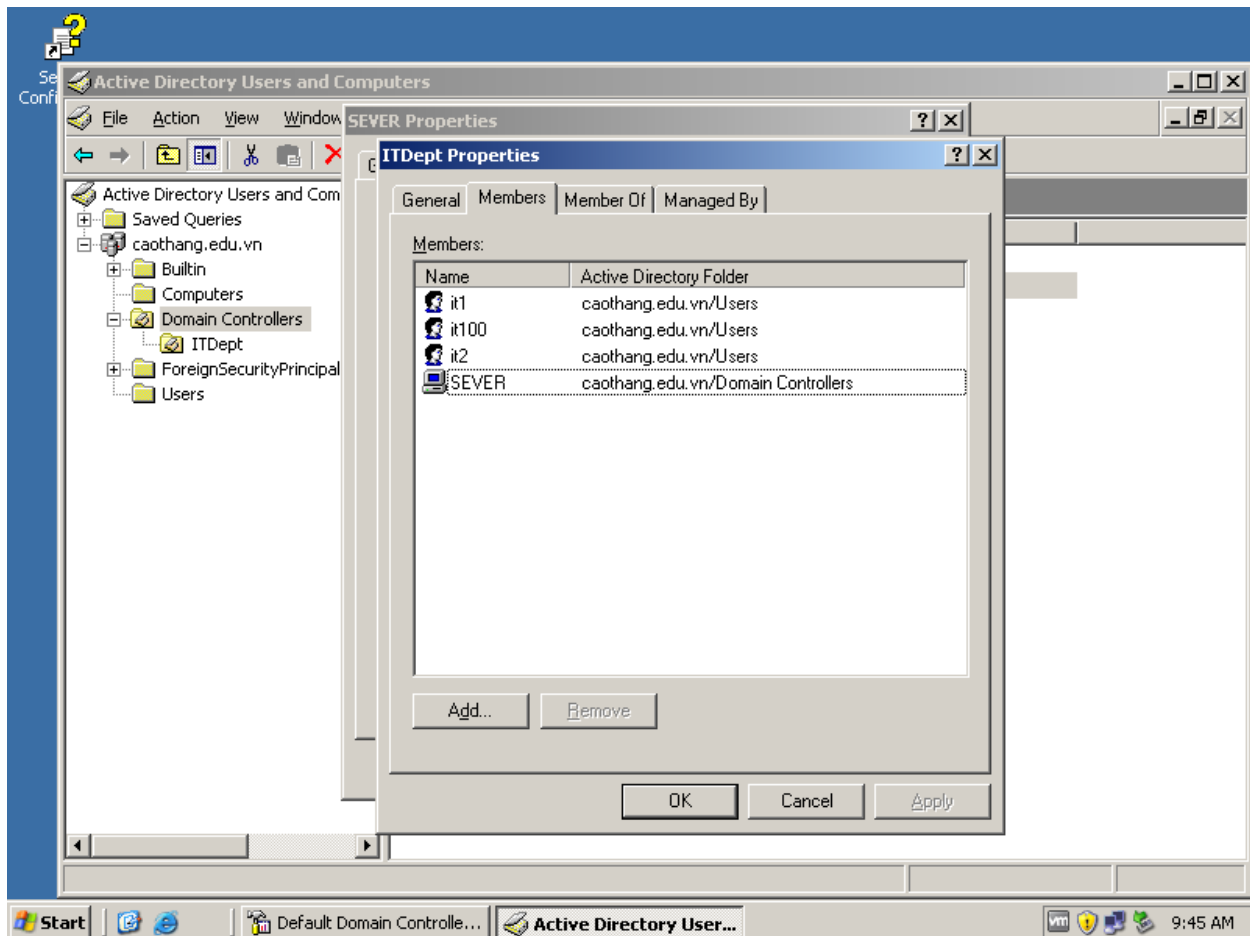 Se
Confi
Active Directory Users and Computers
File Action View Window
SEVER Properties
ITDept Properties
General Members Member Of Managed By
Members:
Name Active Directory Folder
it1 caothang.edu.vn/Users
it100 caothang.edu.vn/Users
it2 caothang.edu.vn/Users
SEVER caothang.edu.vn/Domain Controllers
Active Directory Users and Com
Saved Queries
caothang.edu.vn
Builtin
Computers
Domain Controllers
ITDept
ForeignSecurityPrincipal
Users
Add... Remove
OK Cancel Apply
Start Default Domain Controlle... Active Directory User... vm 9:45 AM